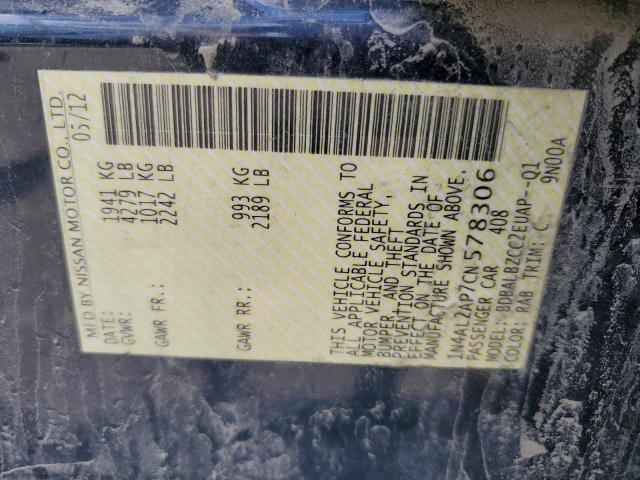 MFD BY NISSAN MOTOR CO., LTD.
DATE: 05/12
GVWR: 1941 KG
4279 LB
GAWR FR.: 1017 KG
2242 LB
GAWR RR.: 993 KG
2189 LB
THIS VEHICLE CONFORMS TO
ALL APPLICABLE FEDERAL
MOTOR VEHICLE SAFETY,
BUMPER, AND THEFT
PREVENTION STANDARDS IN
EFFECT ON THE DATE OF
MANUFACTURE SHOWN ABOVE.
1N4AL2AP7CN578306
PASSENGER CAR 408
MODEL: BDRALBZCC2EUAP--Q1
COLOR: RAB TRIM: C 9N00A